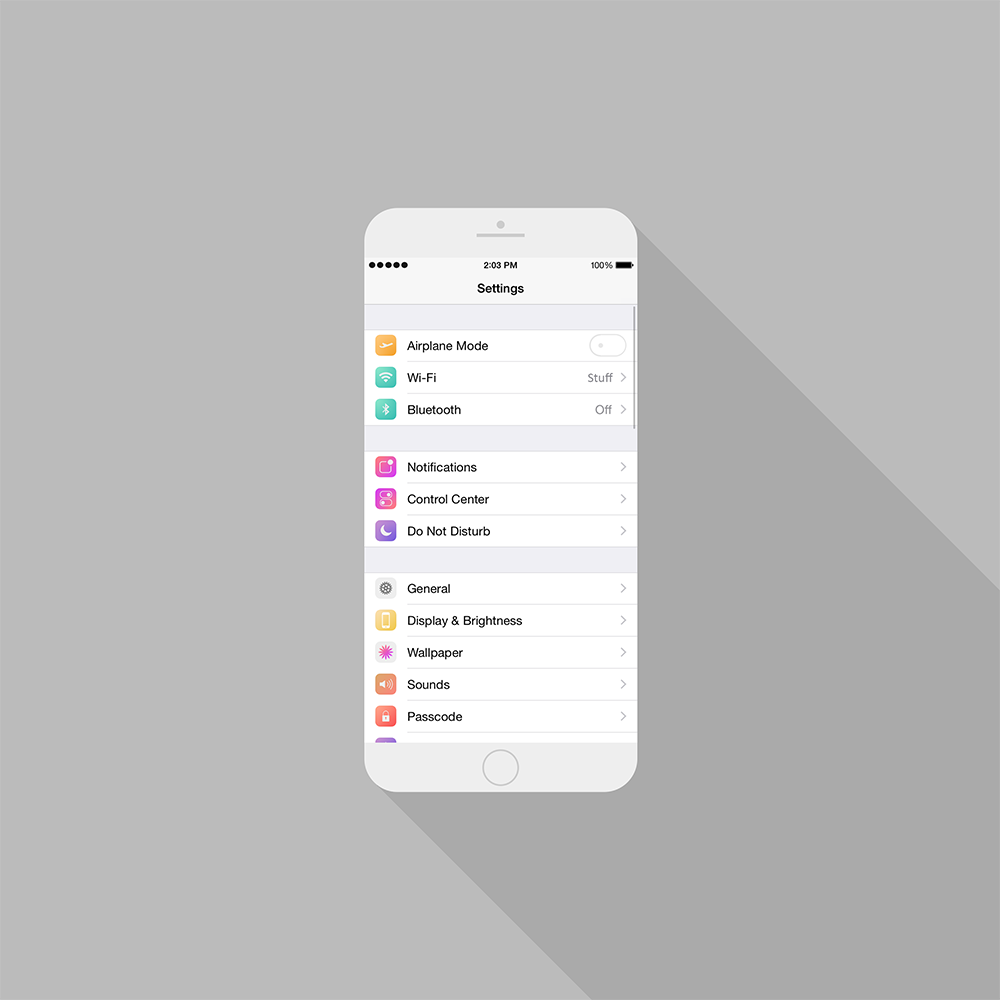 2:03 PM 100%
Settings
Airplane Mode
Wi-Fi Stuff
Bluetooth Off
Notifications
Control Center
Do Not Disturb
General
Display & Brightness
Wallpaper
Sounds
Passcode